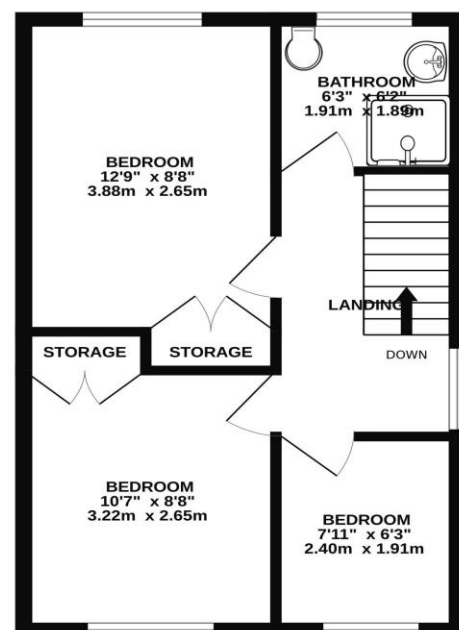 BATHROOM
6'3" x 6'2"
1.91m x 1.89m
BEDROOM
12'9" x 8'8"
3.88m x 2.65m
LANDING
STORAGE
STORAGE
DOWN
BEDROOM
10'7" x 8'8"
3.22m x 2.65m
BEDROOM
7'11" x 6'3"
2.40m x 1.91m